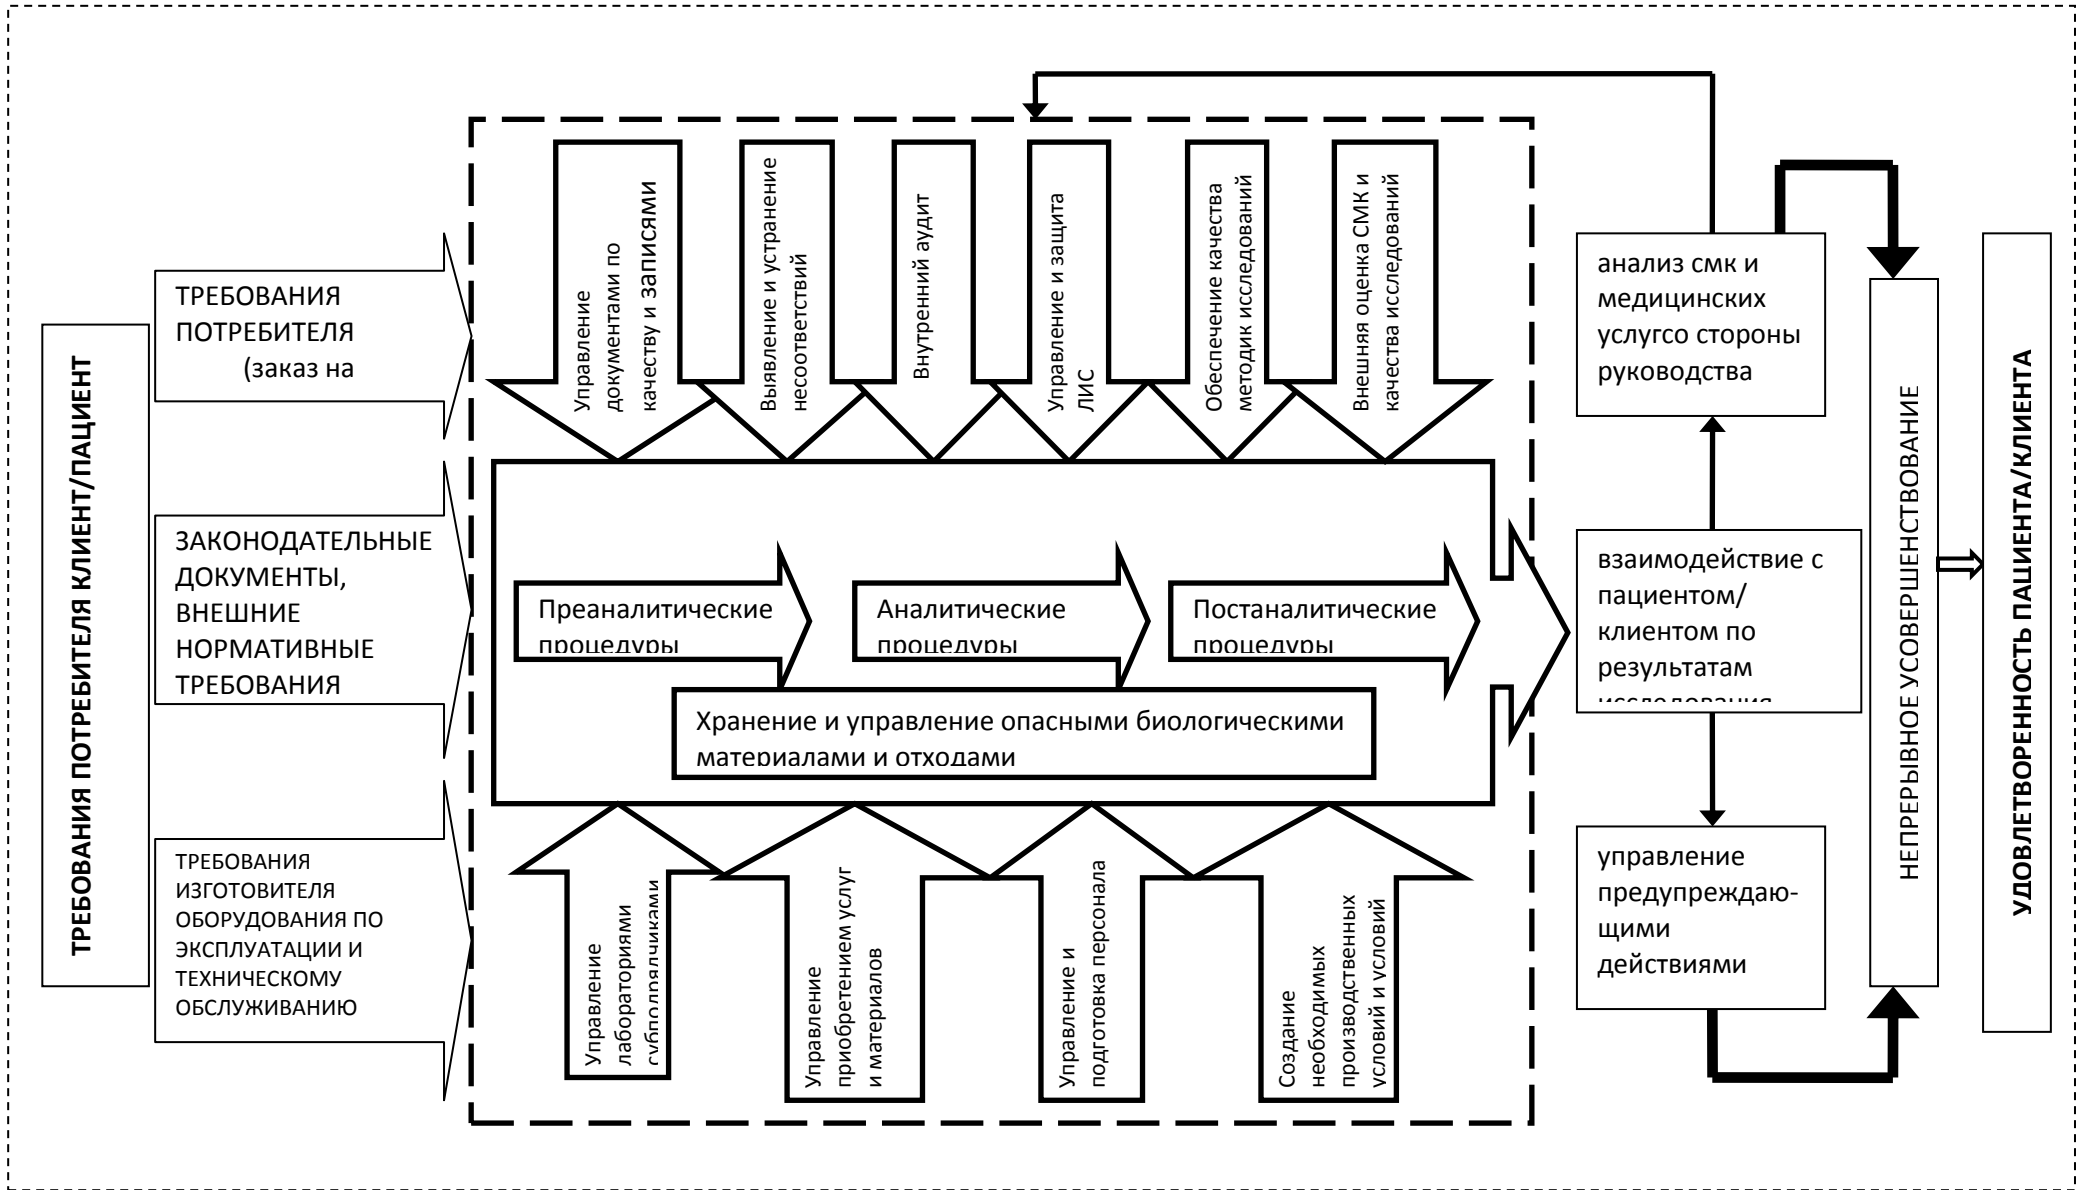 ТРЕБОВАНИЯ ПОТРЕБИТЕЛЯ КЛИЕНТ/ПАЦИЕНТ
ТРЕБОВАНИЯ
ПОТРЕБИТЕЛЯ
(заказ на
ЗАКОНОДАТЕЛЬНЫЕ
ДОКУМЕНТЫ,
ВНЕШНИЕ
НОРМАТИВНЫЕ
ТРЕБОВАНИЯ
ТРЕБОВАНИЯ
ИЗГОТОВИТЕЛЯ
ОБОРУДОВАНИЯ ПО
ЭКСПЛУАТАЦИИ И
ТЕХНИЧЕСКОМУ
ОБСЛУЖИВАНИЮ
Управление
документами по
качеству и записями
Выявление и устранение
несоответствий
Внутренний аудит
Управление и защита
ЛИС
Обеспечение качества
методик исследований
Внешняя оценка СМК и
качества исследований
Преаналитические
процедуры
Аналитические
процедуры
Постаналитические
процедуры
Хранение и управление опасными биологическими
материалами и отходами
Управление
лабораториями
субподрядчиками
Управление
приобретением услуг
и материалов
Управление и
подготовка персонала
Создание
необходимых
производственных
условий и условий
анализ смк и
медицинских
услугсо стороны
руководства
взаимодействие с
пациентом/
клиентом по
результатам
исследования
управление
предупреждаю-
щими
действиями
НЕПРЕРЫВНОЕ УСОВЕРШЕНСТВОВАНИЕ
УДОВЛЕТВОРЕННОСТЬ ПАЦИЕНТА/КЛИЕНТА